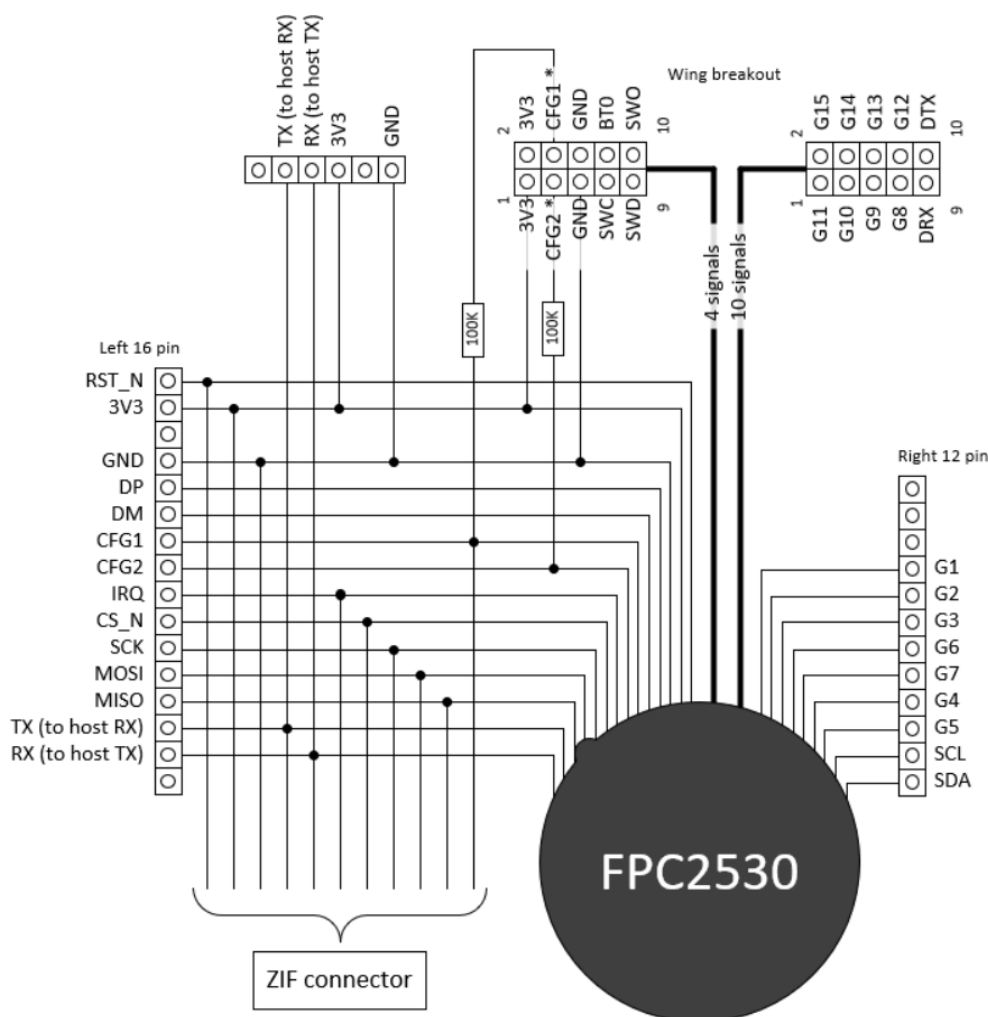 TX (to host RX)
RX (to host TX)
3V3
GND
2
3V3
CFG1 *
GND
BT0
SWO
10
1
3V3
CFG2 *
GND
SWC
SWD
9
Wing breakout
2
G15
G14
G13
G12
DTX
10
1
G11
G10
G9
G8
DRX
9
4 signals
10 signals
100K
100K
Left 16 pin
RST_N
3V3
GND
DP
DM
CFG1
CFG2
IRQ
CS_N
SCK
MOSI
MISO
TX (to host RX)
RX (to host TX)
Right 12 pin
G1
G2
G3
G6
G7
G4
G5
SCL
SDA
FPC2530
ZIF connector